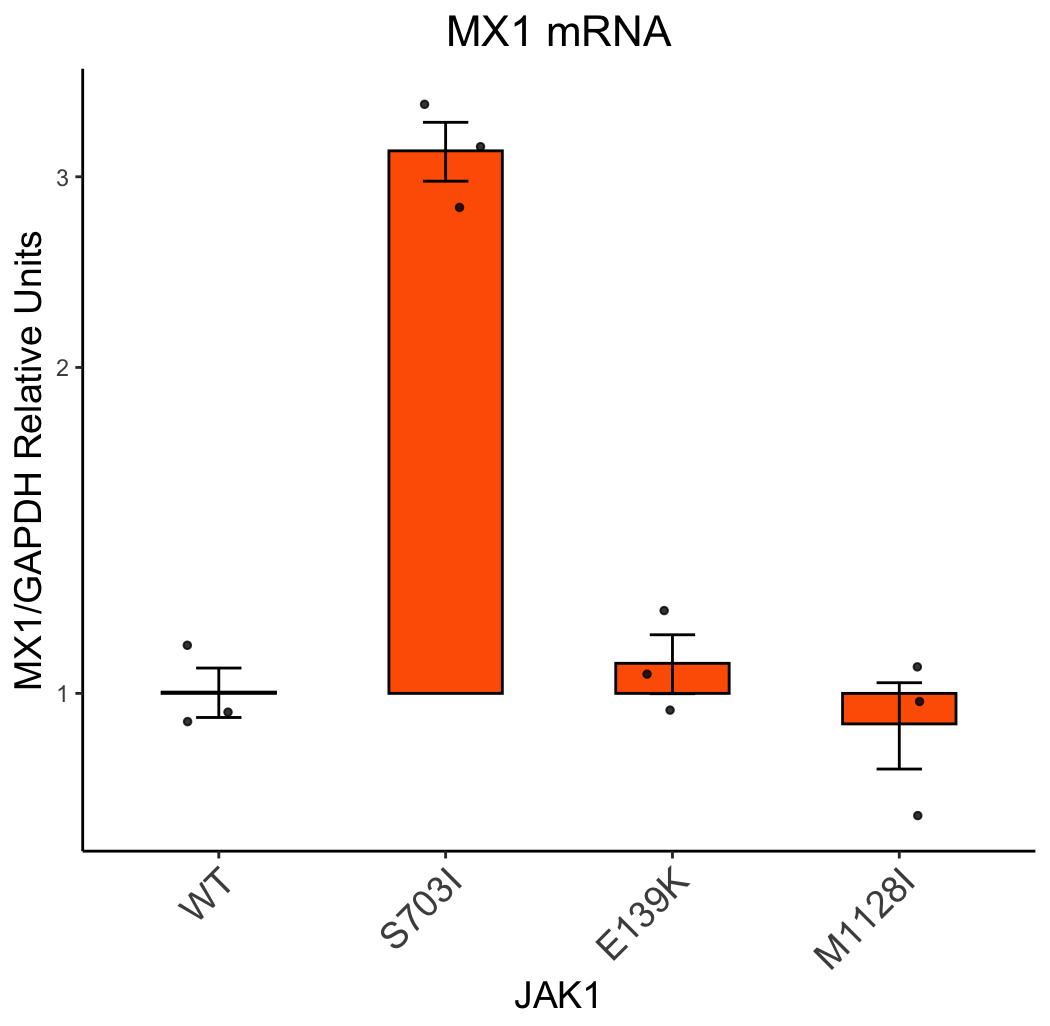 MX1 mRNA
MX1/GAPDH Relative Units
3
2
1
WT
S703I
E139K
M1128I
JAK1